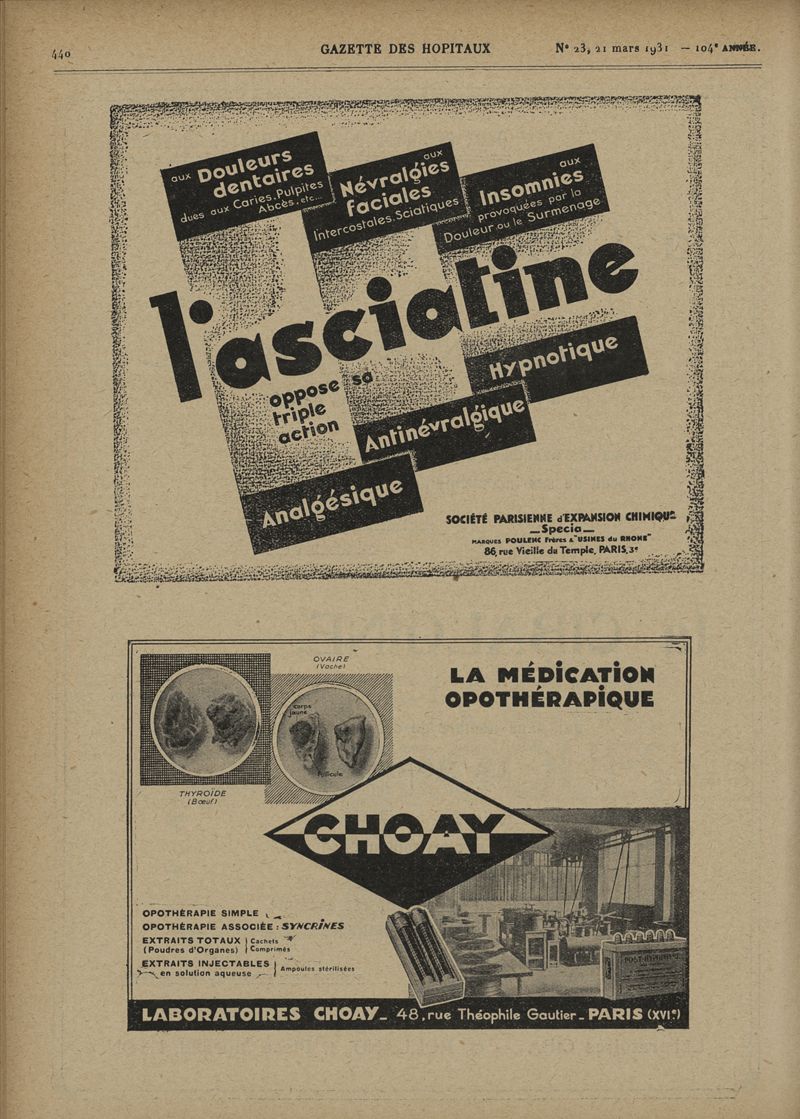 440
GAZETTE DES HOPITAUX
Nº 23, 21 mars 1931 — 104e ANNÉE.
aux Douleurs
dentaires
dues aux Caries, Pulpites
Abcès, etc...
aux
Névralgies
faciales
Intercostales, Sciatiques
aux
Insomnies
provoquées par la
Douleur ou le Surmenage
l'asciatine
oppose sa
triple
action
Hypnotique
Antinévralgique
Analgésique
SOCIÉTÉ PARISIENNE d'EXPANSION CHIMIQUE
_Specia_
MARQUES POULENC Frères & "USINES du RHONE"
86, rue Vieille du Temple, PARIS, 3e
OVAIRE
(Vache)
corps
jaune
follicule
THYROÏDE
(Bœuf)
LA MÉDICATION
OPOTHÉRAPIQUE
CHOAY
OPOTHÉRAPIE SIMPLE
OPOTHÉRAPIE ASSOCIÉE : SYNCRINES
EXTRAITS TOTAUX | Cachets
(Poudres d'Organes) | Comprimés
EXTRAITS INJECTABLES
en solution aqueuse | Ampoules stérilisées
LABORATOIRES CHOAY_ 48, rue Théophile Gautier_ PARIS (XVIe)